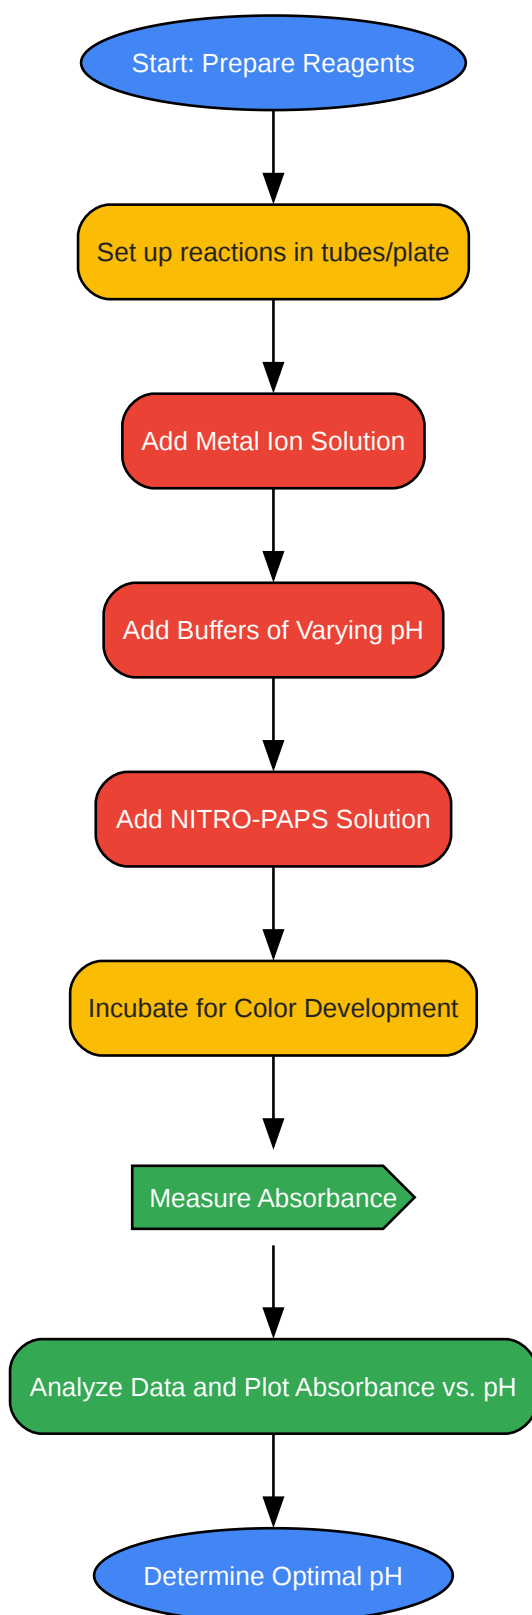 Start: Prepare Reagents
Set up reactions in tubes/plate
Add Metal Ion Solution
Add Buffers of Varying pH
Add NITRO-PAPS Solution
Incubate for Color Development
Measure Absorbance
Analyze Data and Plot Absorbance vs. pH
Determine Optimal pH